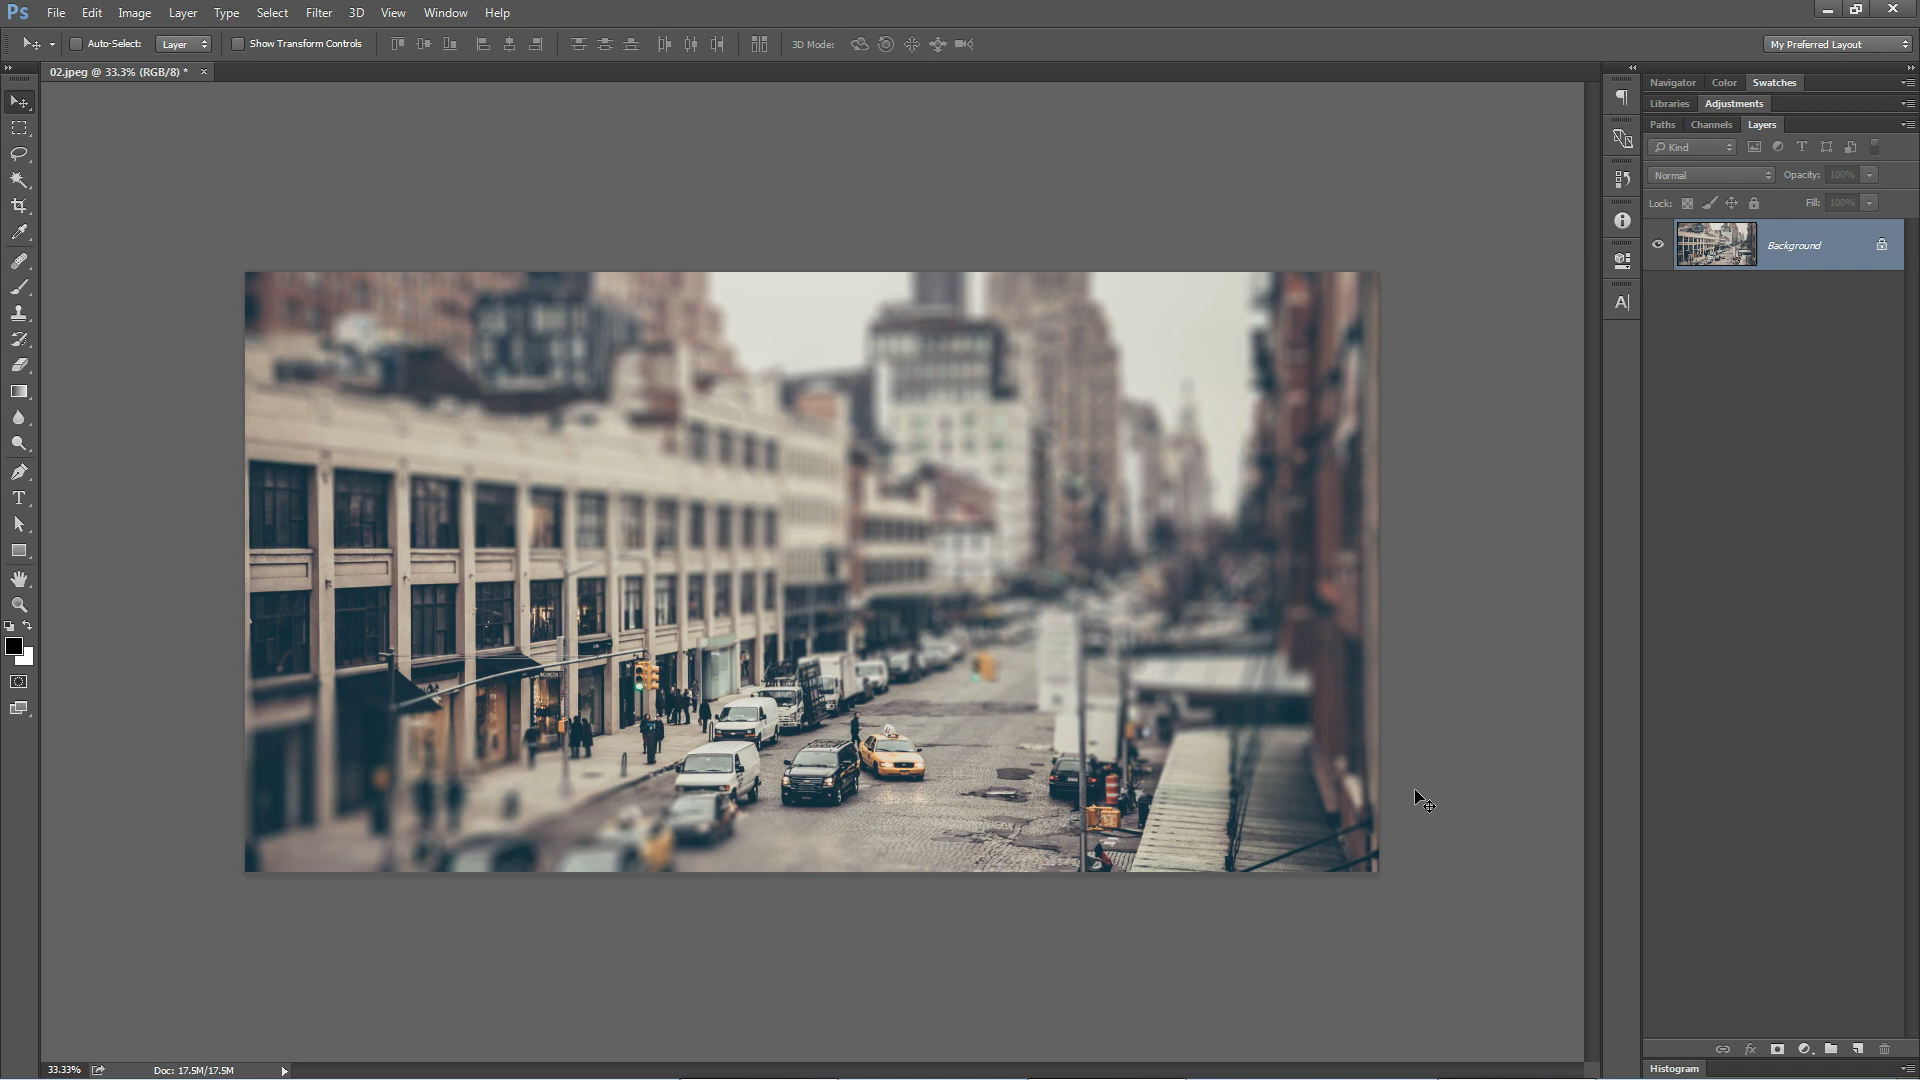 Ps File Edit Image Layer Type Select Filter 3D View Window Help
Auto-Select: Layer Show Transform Controls 3D Mode: My Preferred Layout
02.jpeg @ 33.3% (RGB/8) * ×
Navigator Color Swatches
Libraries Adjustments
Paths Channels Layers
Kind
Normal Opacity: 100%
Lock: Fill: 100%
Background
33.33% Doc: 17.5M/17.5M
Histogram